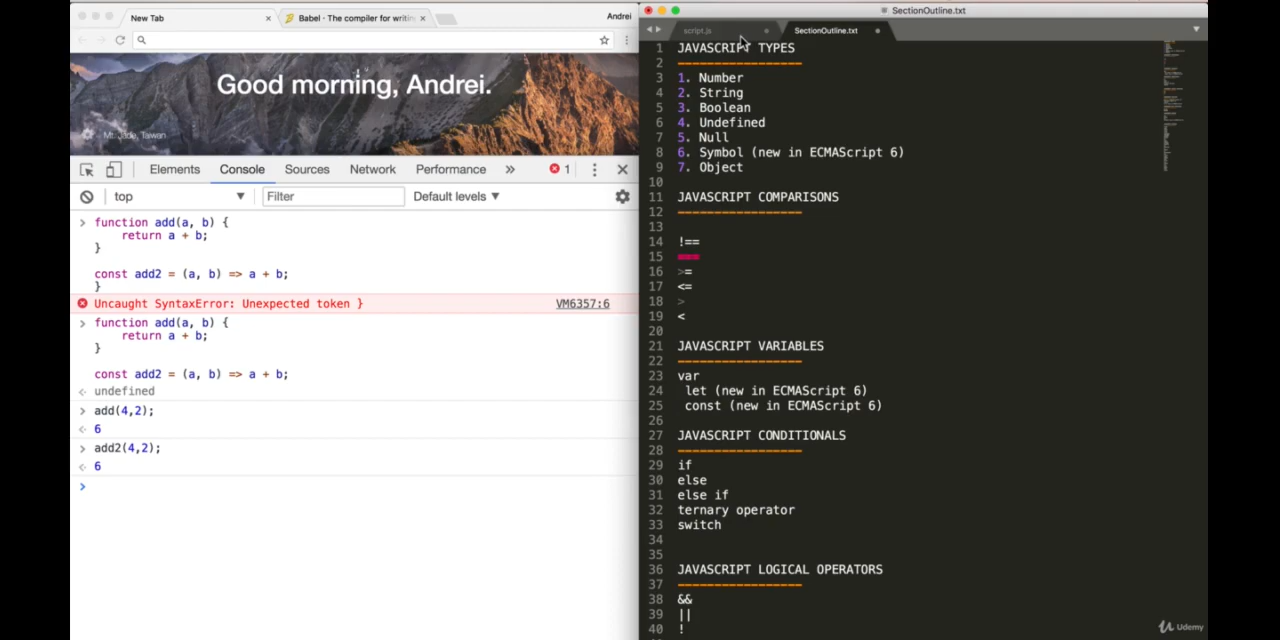 New Tab
Babel · The compiler for writin
Andrei
Good morning, Andrei.
Mt. Jade, Taiwan
Elements Console Sources Network Performance » 1
top Filter Default levels ▼
> function add(a, b) {
return a + b;
}
const add2 = (a, b) => a + b;
}
Uncaught SyntaxError: Unexpected token } VM6357:6
> function add(a, b) {
return a + b;
}
const add2 = (a, b) => a + b;
undefined
> add(4,2);
6
> add2(4,2);
6
>
SectionOutline.txt
script.js SectionOutline.txt
1 JAVASCRIPT TYPES
2 =================
3 1. Number
4 2. String
5 3. Boolean
6 4. Undefined
7 5. Null
8 6. Symbol (new in ECMAScript 6)
9 7. Object
10
11 JAVASCRIPT COMPARISONS
12 =================
13
14 !==
15 ===
16 >=
17 <=
18 >
19 <
20
21 JAVASCRIPT VARIABLES
22 =================
23 var
24 let (new in ECMAScript 6)
25 const (new in ECMAScript 6)
26
27 JAVASCRIPT CONDITIONALS
28 =================
29 if
30 else
31 else if
32 ternary operator
33 switch
34
35
36 JAVASCRIPT LOGICAL OPERATORS
37 =================
38 &&
39 ||
40 !
Udemy